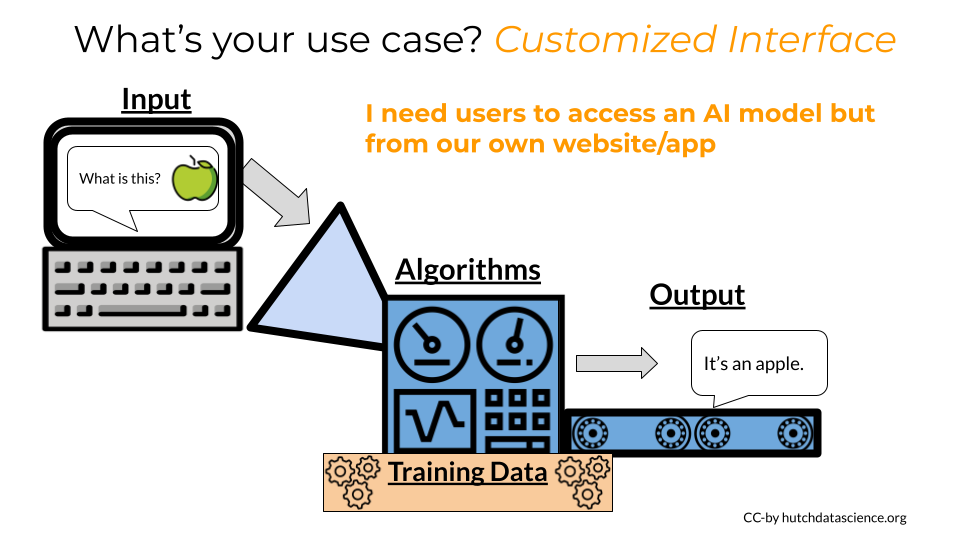 What's your use case? Customized Interface
Input
I need users to access an AI model but
from our own website/app
What is this?
Algorithms
Output
It's an apple.
Training Data
CC-by hutchdatascience.org